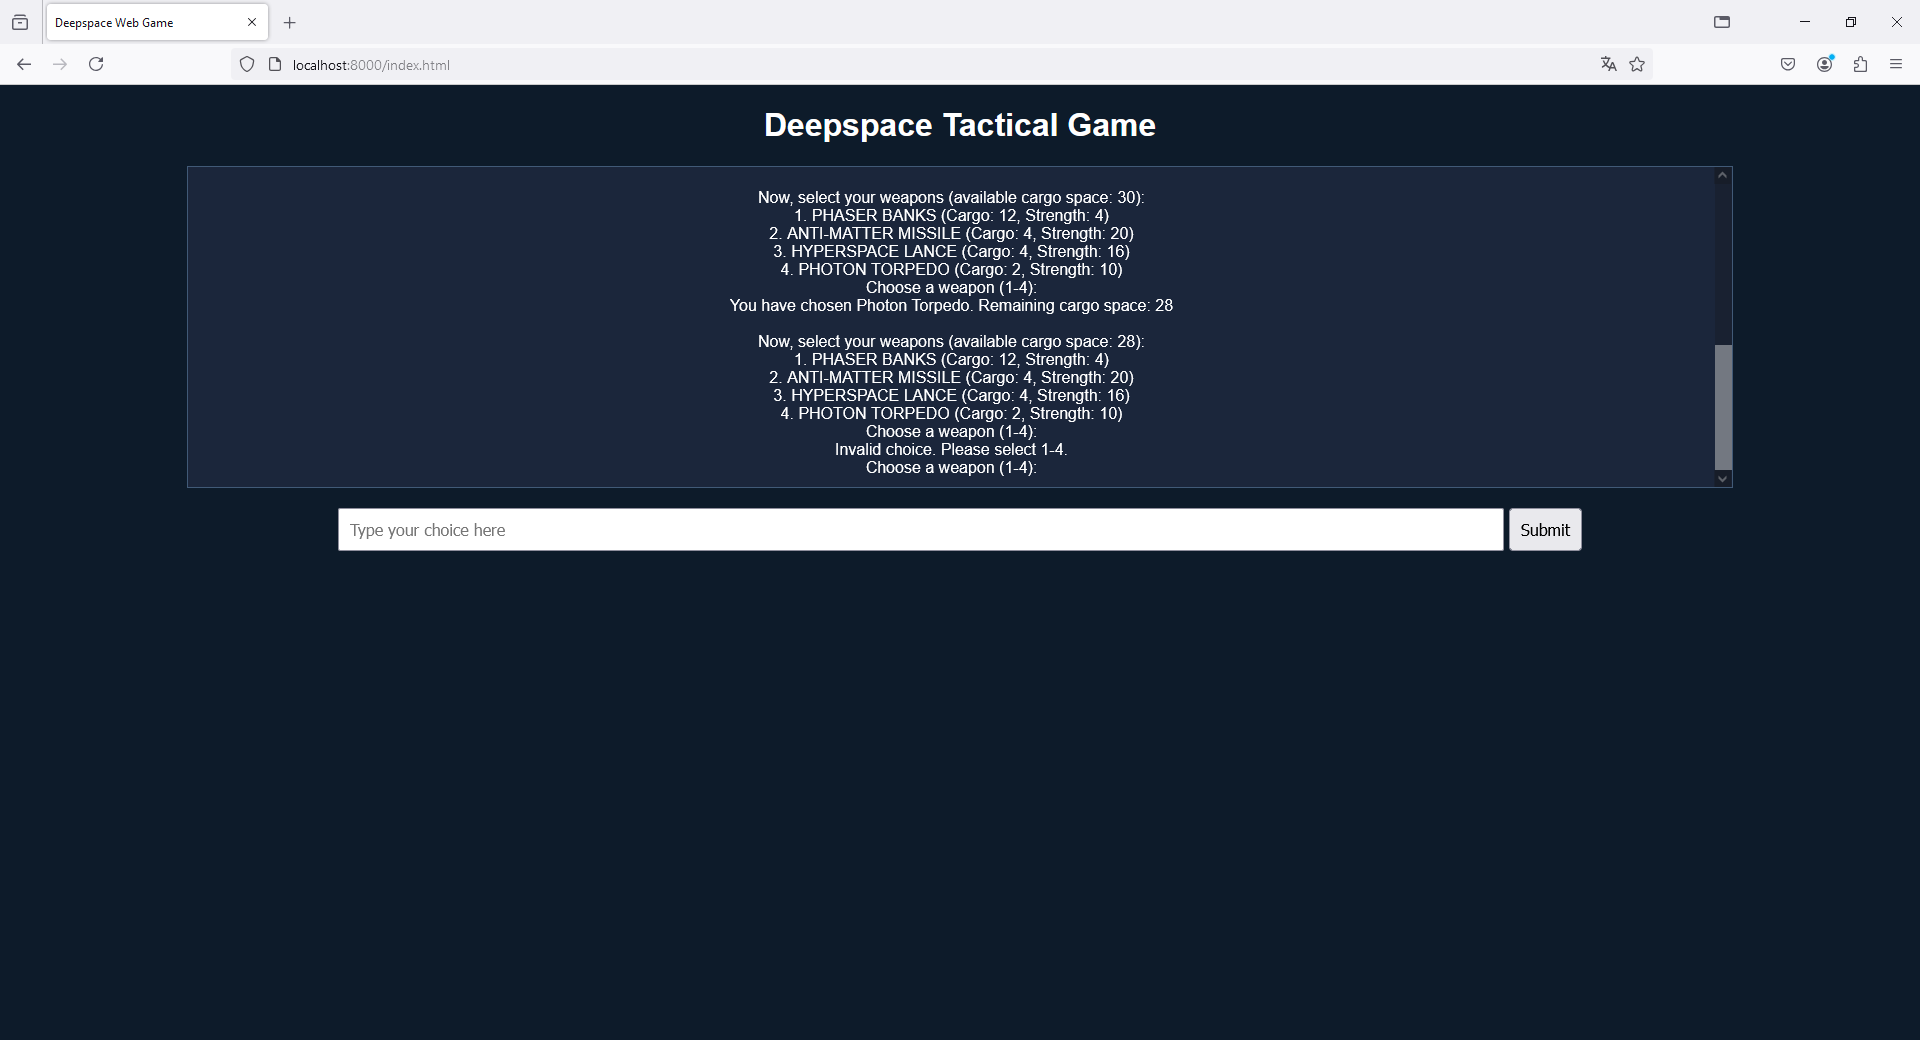 Deepspace Web Game
localhost:8000/index.html
Deepspace Tactical Game
Now, select your weapons (available cargo space: 30):
1. PHASER BANKS (Cargo: 12, Strength: 4)
2. ANTI-MATTER MISSILE (Cargo: 4, Strength: 20)
3. HYPERSPACE LANCE (Cargo: 4, Strength: 16)
4. PHOTON TORPEDO (Cargo: 2, Strength: 10)
Choose a weapon (1-4):
You have chosen Photon Torpedo. Remaining cargo space: 28
Now, select your weapons (available cargo space: 28):
1. PHASER BANKS (Cargo: 12, Strength: 4)
2. ANTI-MATTER MISSILE (Cargo: 4, Strength: 20)
3. HYPERSPACE LANCE (Cargo: 4, Strength: 16)
4. PHOTON TORPEDO (Cargo: 2, Strength: 10)
Choose a weapon (1-4):
Invalid choice. Please select 1-4.
Choose a weapon (1-4):
Type your choice here
Submit